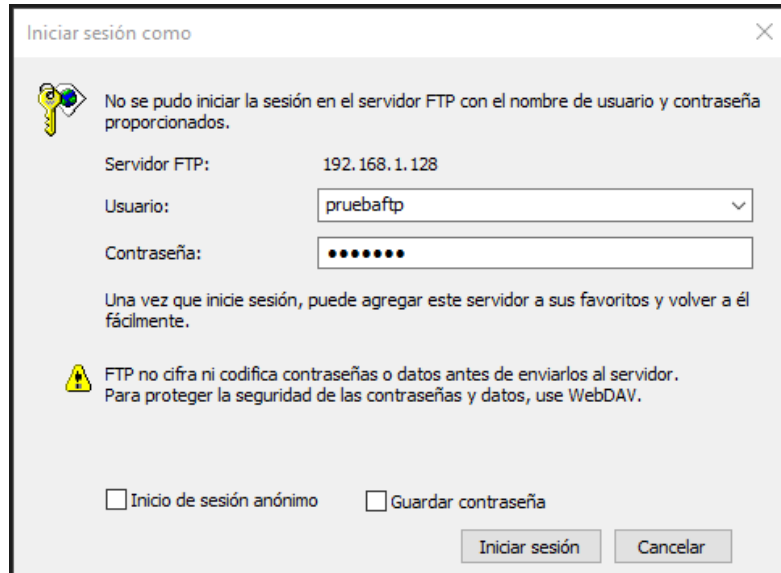 Iniciar sesión como
No se pudo iniciar la sesión en el servidor FTP con el nombre de usuario y contraseña
proporcionados.
Servidor FTP: 192.168.1.128
Usuario: pruebaftp
Contraseña: •••••••
Una vez que inicie sesión, puede agregar este servidor a sus favoritos y volver a él
fácilmente.
FTP no cifra ni codifica contraseñas o datos antes de enviarlos al servidor.
Para proteger la seguridad de las contraseñas y datos, use WebDAV.
Inicio de sesión anónimo Guardar contraseña
Iniciar sesión Cancelar